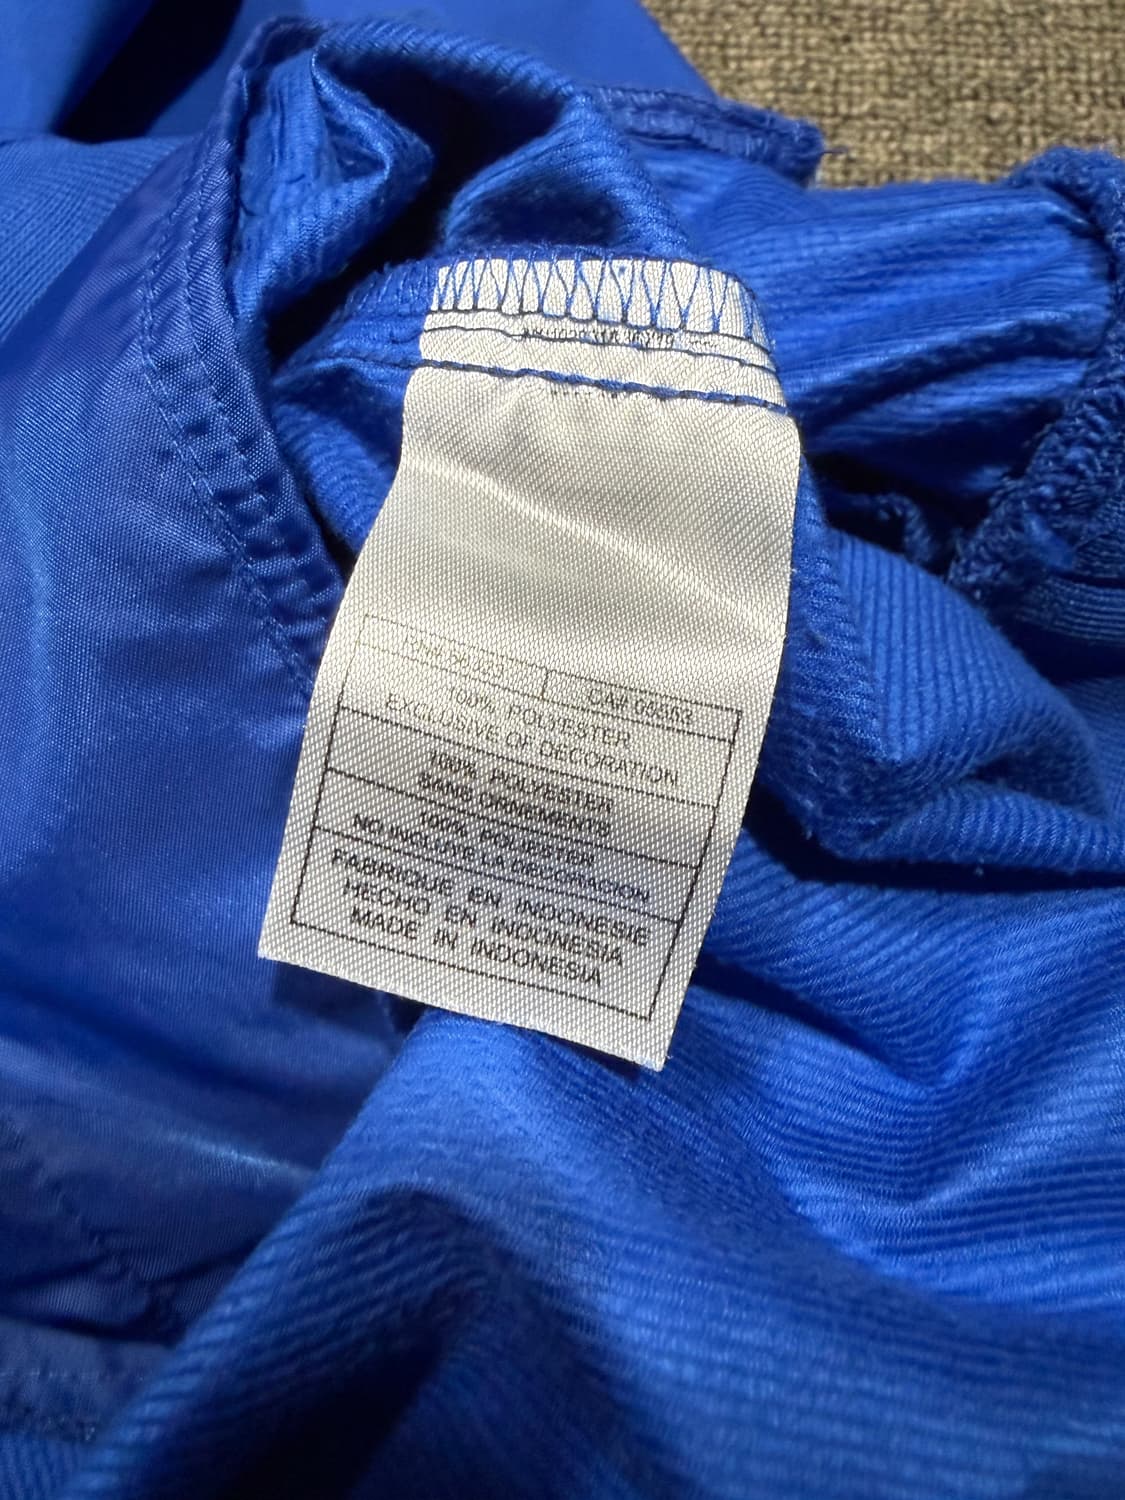 RN# 56323 CA# 05553
100% POLYESTER
EXCLUSIVE OF DECORATION
100% POLYESTER
SANS ORNEMENTS
100% POLIESTER
NO INCLUYE LA DECORACION
FABRIQUE EN INDONESIE
HECHO EN INDONESIA
MADE IN INDONESIA